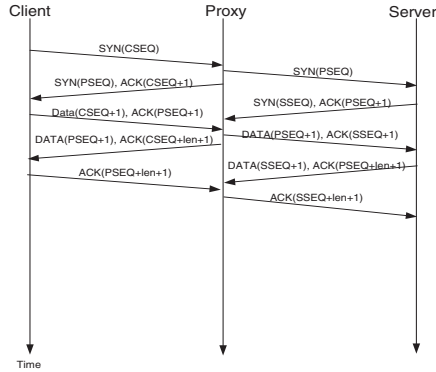 Client Proxy Server
SYN(CSEQ)
SYN(PSEQ)
SYN(PSEQ), ACK(CSEQ+1)
SYN(SSEQ), ACK(PSEQ+1)
Data(CSEQ+1), ACK(PSEQ+1)
DATA(PSEQ+1), ACK(SSEQ+1)
DATA(PSEQ+1), ACK(CSEQ+len+1)
DATA(SSEQ+1), ACK(PSEQ+len+1)
ACK(PSEQ+len+1)
ACK(SSEQ+len+1)
Time